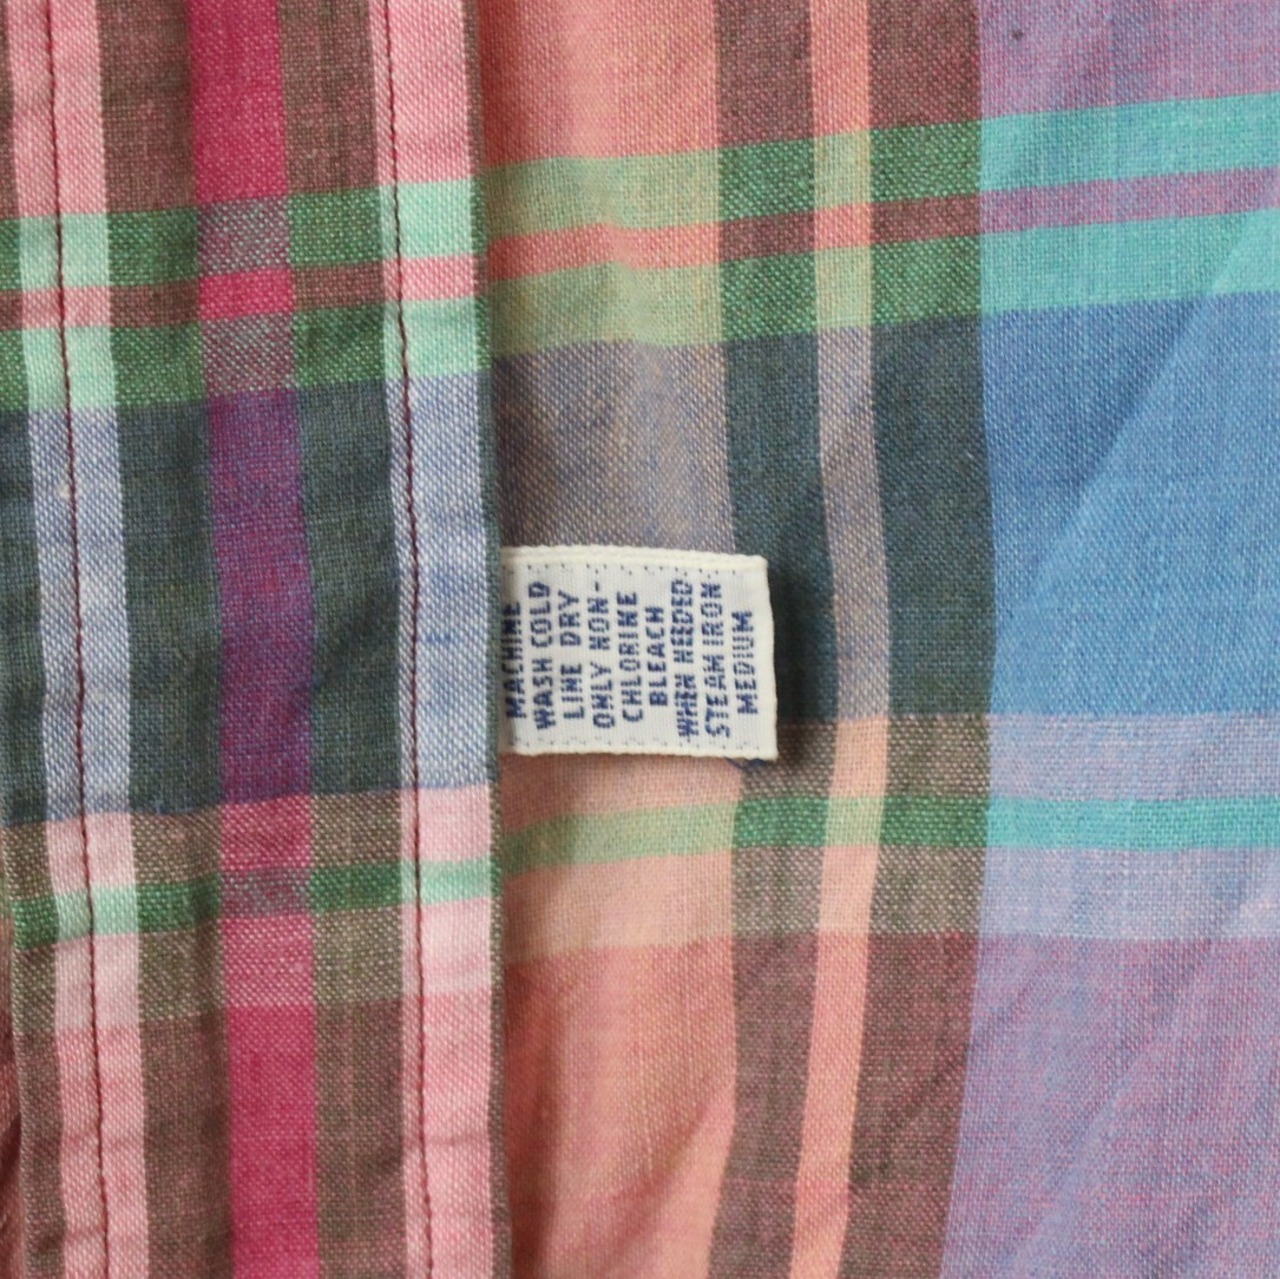 MACHINE
WASH COLD
LINE DRY
ONLY NON-
CHLORINE
BLEACH
WHEN NEEDED
STEAM IRON
MEDIUM